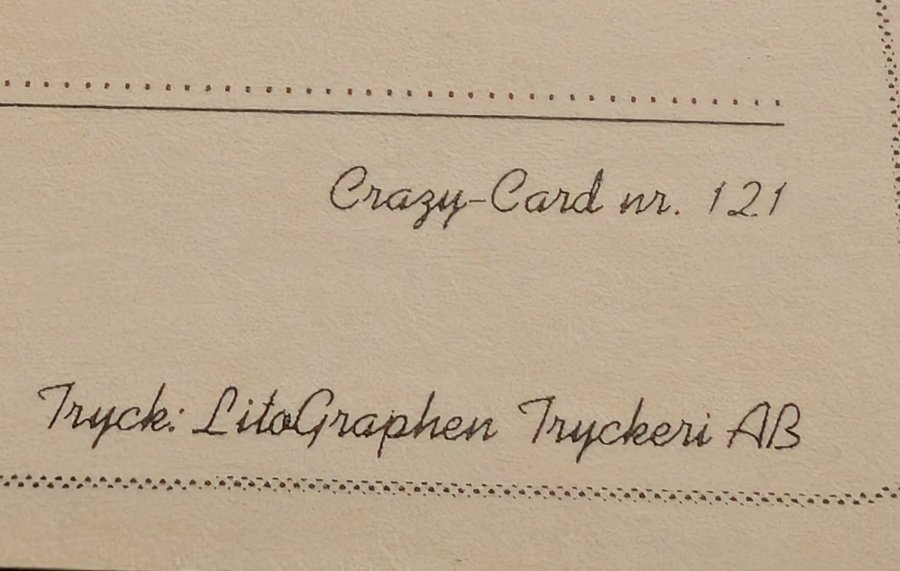 Crazy-Card nr. 121
Tryck: LitoGraphen Tryckeri AB